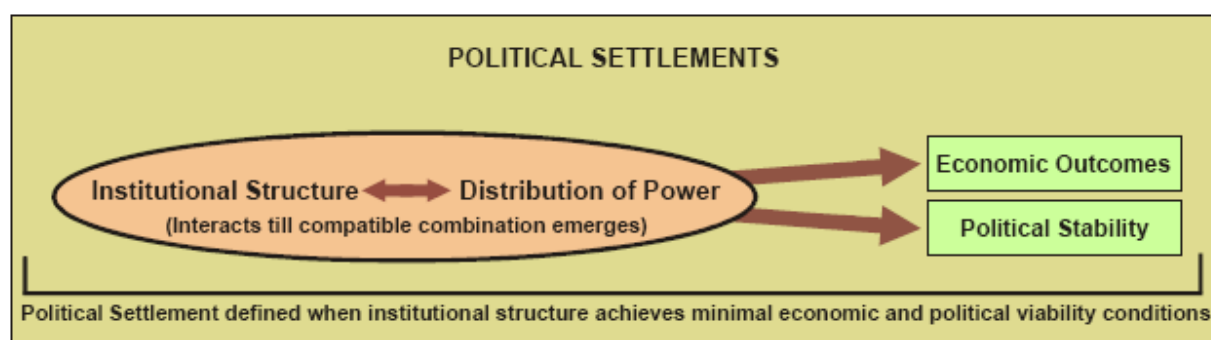 POLITICAL SETTLEMENTS
Institutional Structure Distribution of Power
(Interacts till compatible combination emerges)
Economic Outcomes
Political Stability
Political Settlement defined when institutional structure achieves minimal economic and political viability conditions